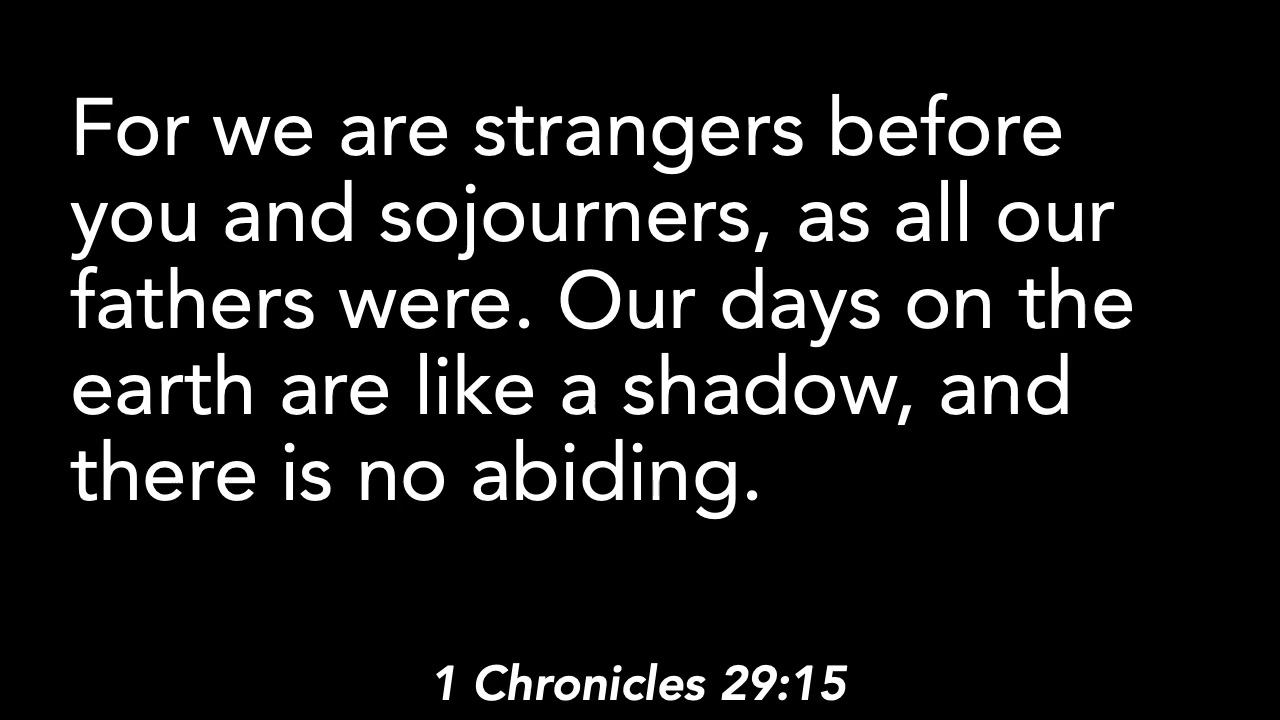 For we are strangers before
you and sojourners, as all our
fathers were. Our days on the
earth are like a shadow, and
there is no abiding.
1 Chronicles 29:15